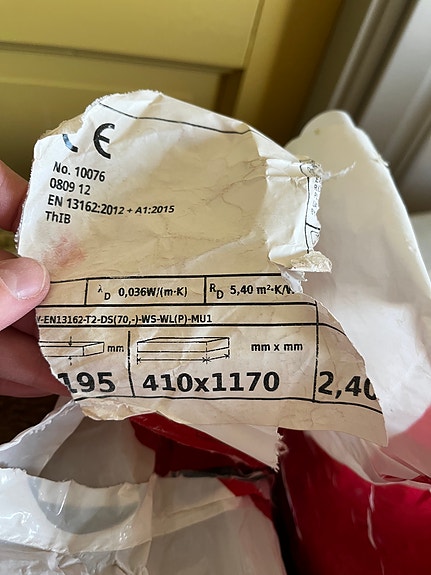 CE
No. 10076
0809 12
EN 13162:2012 + A1:2015
ThIB
λD 0,036W/(m·K) RD 5,40 m²·K/W
-EN13162-T2-DS(70,-)-WS-WL(P)-MU1
mm mm x mm
195 410x1170 2,40